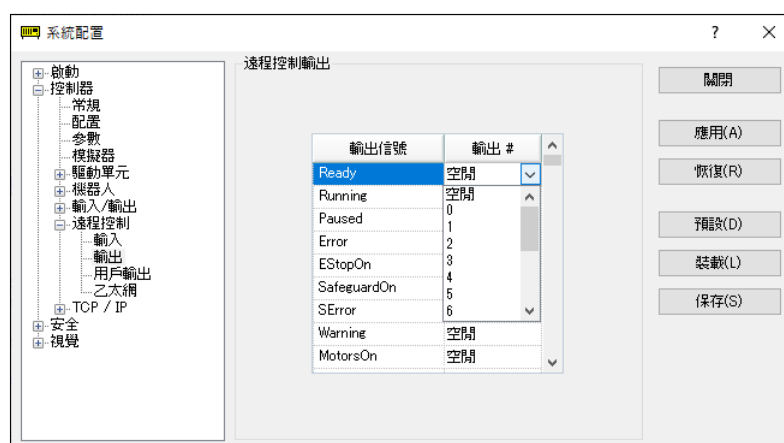 系統配置
?
啟動
控制器
常規
配置
參數
模擬器
驅動單元
機器人
輸入/輸出
遠程控制
輸入
輸出
用戶輸出
乙太網
TCP / IP
安全
視覺
遠程控制輸出
輸出信號 輸出 #
Ready 空閒
Running 空閒
Paused 0
1
Error 2
EStopOn 3
4
SafeguardOn 5
SError 6
Warning 空閒
MotorsOn 空閒
關閉
應用(A)
恢復(R)
預設(D)
裝載(L)
保存(S)